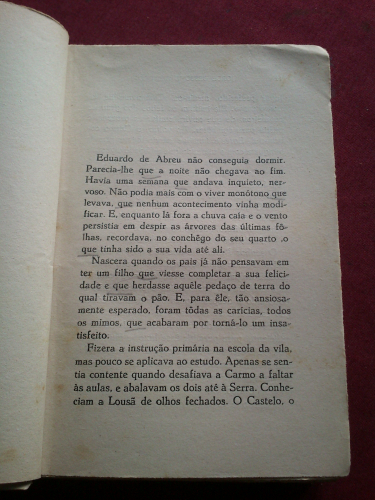 Eduardo de Abreu não conseguia dormir.
Parecia-lhe que a noite não chegava ao fim.
Havia uma semana que andava inquieto, ner-
voso. Não podia mais com o viver monótono que
levava, que nenhum acontecimento vinha modi-
ficar. E, enquanto lá fora a chuva caía e o vento
persistia em despir as árvores das últimas fô-
lhas, recordava, no conchêgo do seu quarto ,o
que tinha sido a sua vida até ali.
Nascera quando os pais já não pensavam em
ter um filho que viesse completar a sua felici-
dade e que herdasse aquêle pedaço de terra do
qual tiravam o pão. E, para êle, tão ansiosa-
mente esperado, foram tôdas as carícias, todos
os mimos, que acabaram por torná-lo um insa-
tisfeito.
Fizera a instrução primária na escola da vila,
mas pouco se aplicava ao estudo. Apenas se sen-
tia contente quando desafiava a Carmo a faltar
às aulas, e abalavam os dois até à Serra. Conhe-
ciam a Lousã de olhos fechados. O Castelo, o